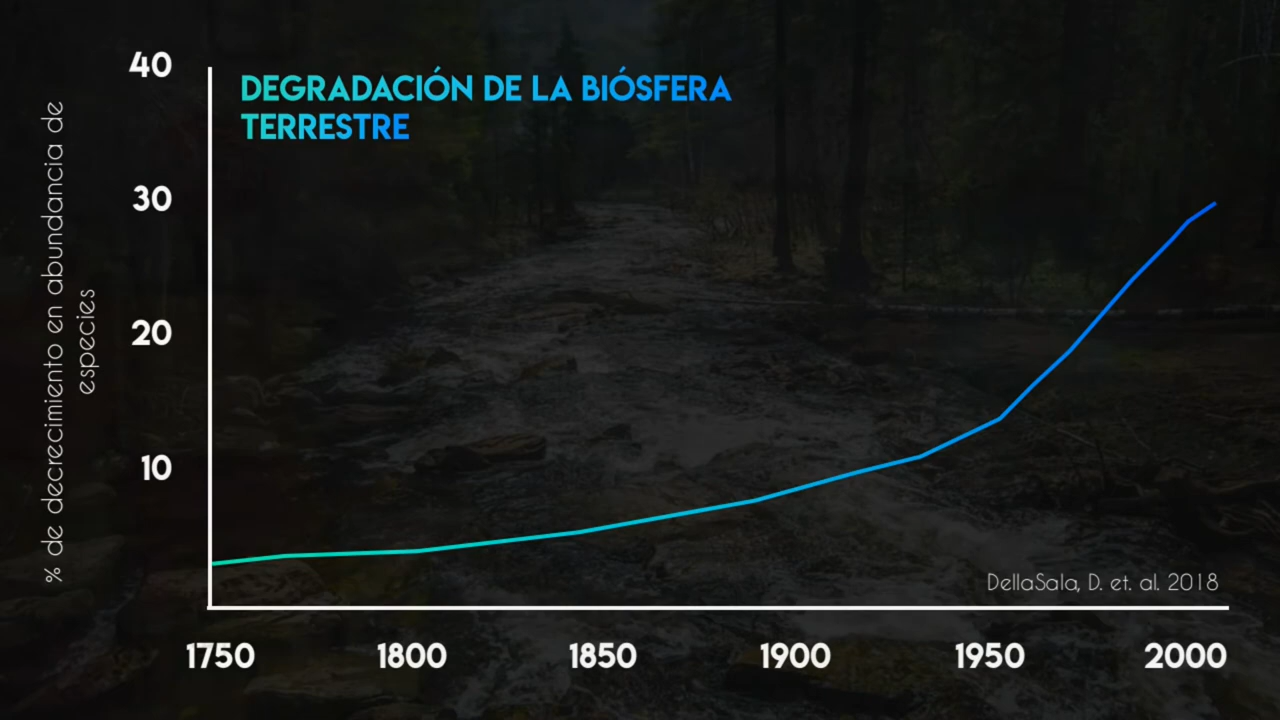 40
DEGRADACIÓN DE LA BIÓSFERA
TERRESTRE
% de decrecimiento en abundancia de
especies
30
20
10
DellaSala, D. et. al. 2018
1750 1800 1850 1900 1950 2000